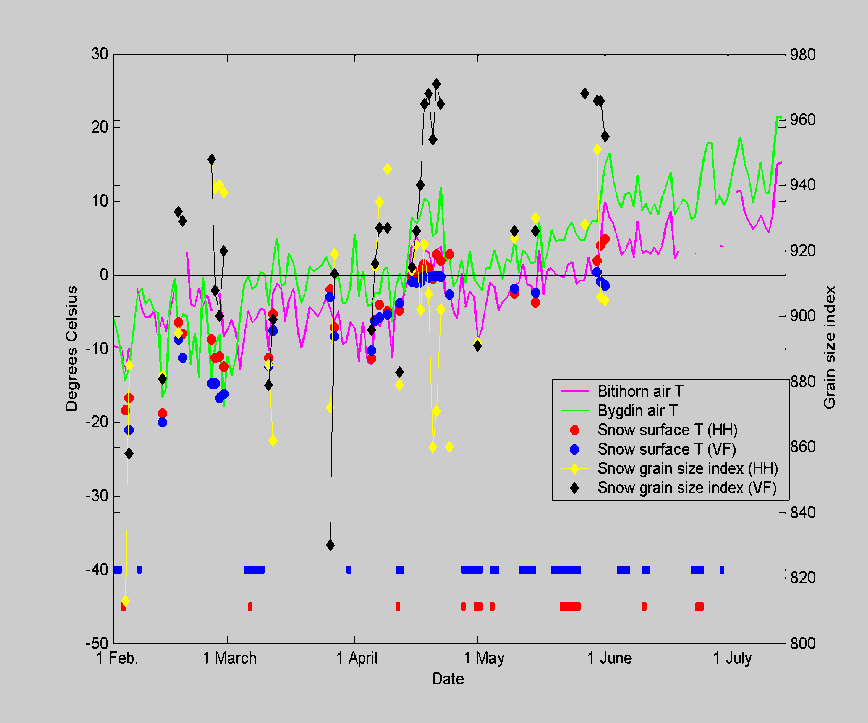 30
20
10
0
-10
-20
-30
-40
-50
Degrees Celsius
980
960
940
920
900
880
860
840
820
800
Grain size index
Bitihorn air T
Bygdin air T
Snow surface T (HH)
Snow surface T (VF)
Snow grain size index (HH)
Snow grain size index (VF)
1 Feb. 1 March 1 April 1 May 1 June 1 July
Date